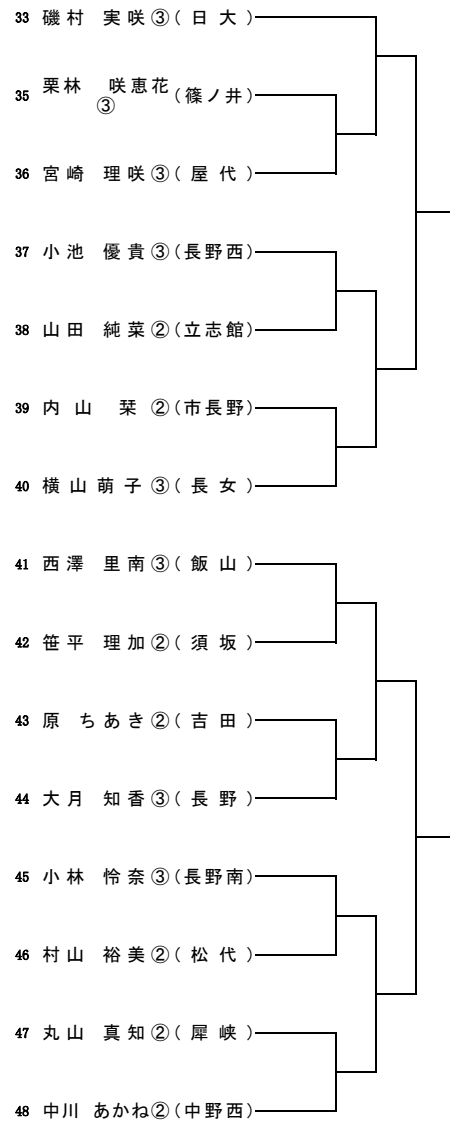 33 磯村 実咲③(日大)
35 栗林 咲恵花③(篠ノ井)
36 宮崎 理咲③(屋代)
37 小池 優貴③(長野西)
38 山田 純菜②(立志館)
39 内山 栞②(市長野)
40 横山萌子③(長女)
41 西澤 里南③(飯山)
42 笹平 理加②(須坂)
43 原 ちあき②(吉田)
44 大月 知香③(長野)
45 小林 怜奈③(長野南)
46 村山 裕美②(松代)
47 丸山 真知②(犀峡)
48 中川 あかね②(中野西)